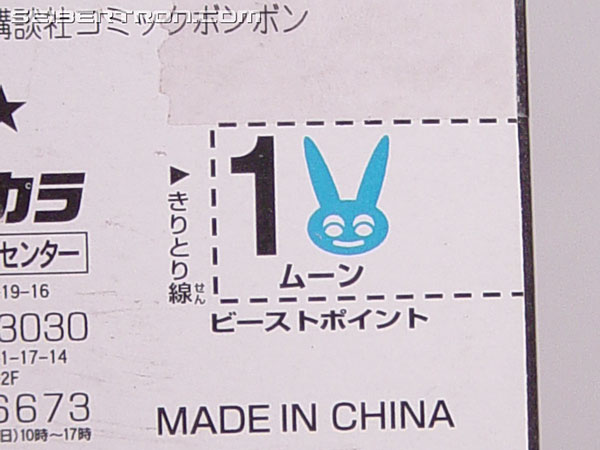 SEIBERTRON.COM
講談社コミックボンボン
★
カラ
センター
-19-16
3030
1-17-14
2F
6673
日)10時〜17時
▶きりとり線
せん
1
ムーン
ビーストポイント
MADE IN CHINA